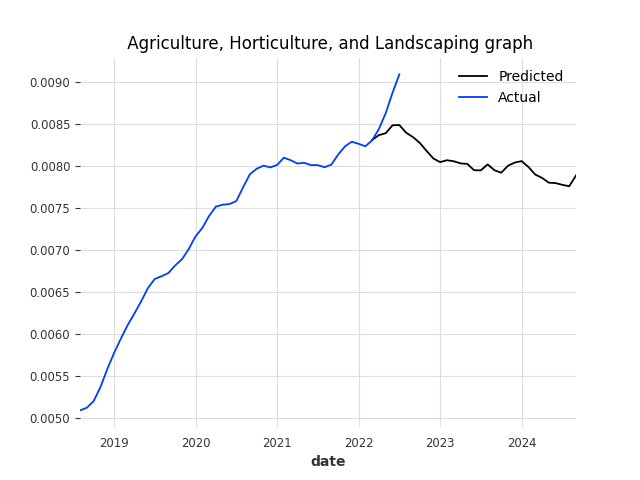 Agriculture, Horticulture, and Landscaping graph
Predicted
Actual
0.0090
0.0085
0.0080
0.0075
0.0070
0.0065
0.0060
0.0055
0.0050
2019 2020 2021 2022 2023 2024
date